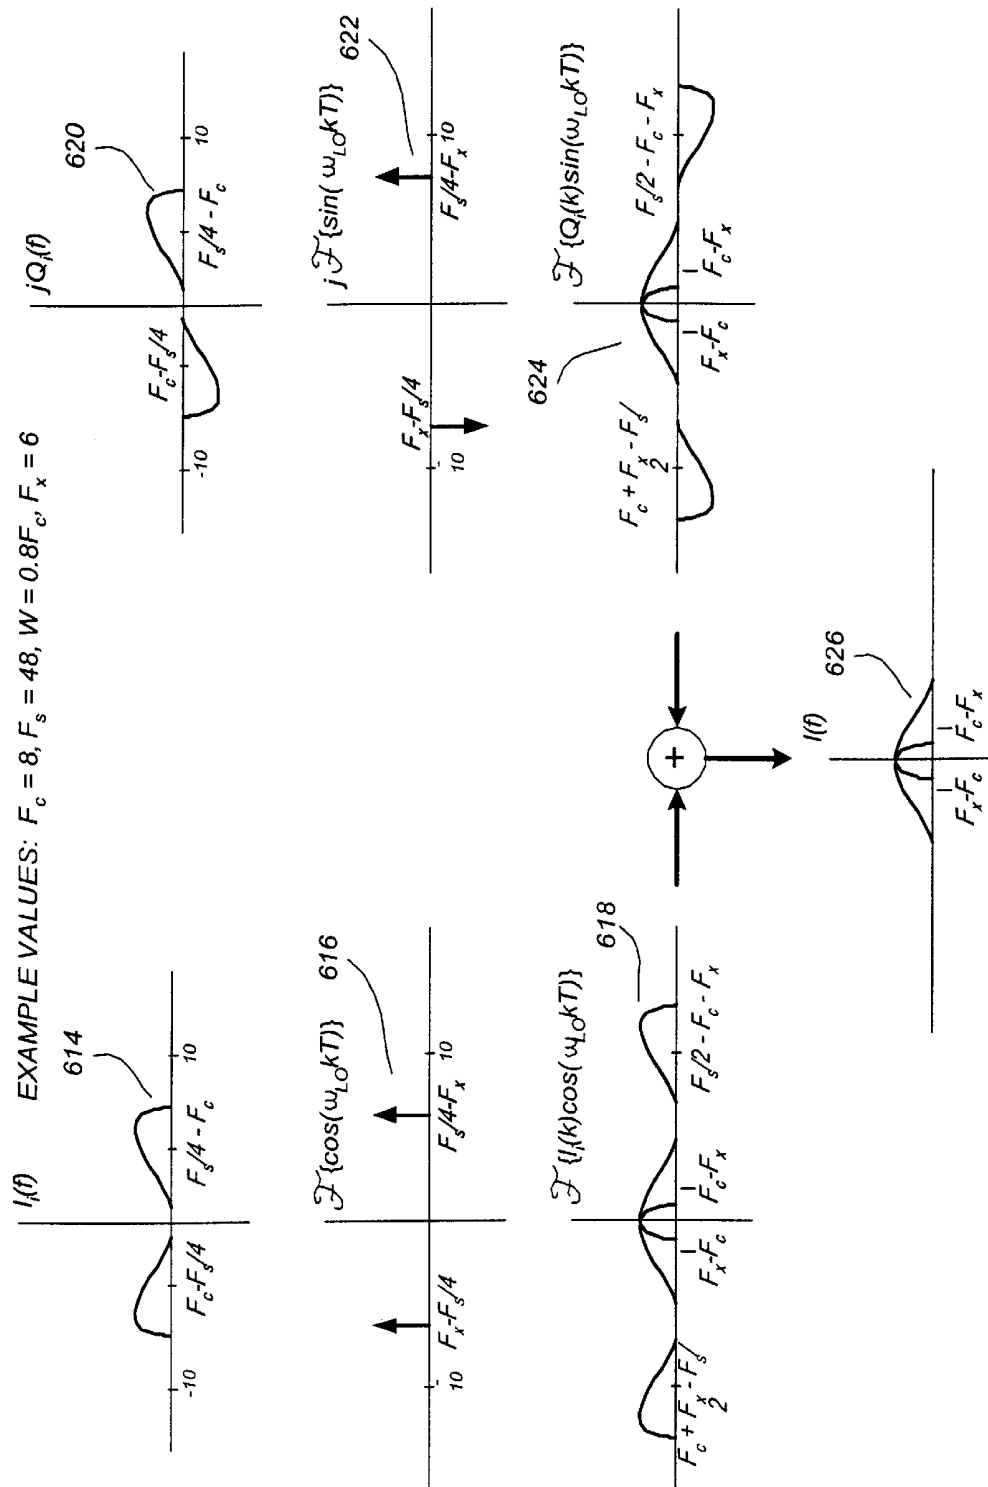 EXAMPLE VALUES: F_c = 8, F_s = 48, W = 0.8F_c, F_x = 6
I_i(f)
614
-10
F_c-F_s/4
F_s/4 - F_c
10
jQ_i(f)
620
-10
F_c-F_s/4
F_s/4 - F_c
10
ℱ{cos(ω_LO kT)}
616
-10
F_x-F_s/4
F_s/4-F_x
10
jℱ{sin( ω_LO kT)}
622
-10
F_x-F_s/4
F_s/4-F_x
10
ℱ{I_i(k)cos(ω_LO kT)}
618
F_c + F_x - F_s/
2
F_x-F_c
F_c-F_x
F_s/2 - F_c - F_x
ℱ{Q_i(k)sin(ω_LO kT)}
624
F_c + F_x - F_s/
2
F_x-F_c
F_c-F_x
F_s/2 - F_c - F_x
+
I(f)
626
F_x-F_c
F_c-F_x